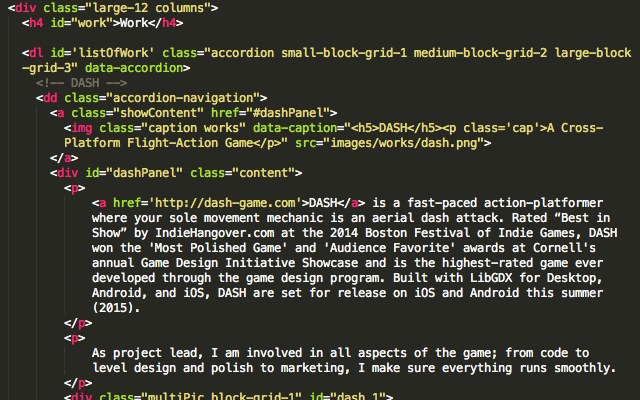 <div class="large-12 columns">
<h4 id="work">Work</h4>
<dl id='listOfWork' class="accordion small-block-grid-1 medium-block-grid-2 large-block
-grid-3" data-accordion>
<!-- DASH -->
<dd class="accordion-navigation">
<a class="showContent" href="#dashPanel">
<img class="caption works" data-caption="<h5>DASH</h5><p class='cap'>A Cross-
Platform Flight-Action Game</p>" src="images/works/dash.png">
</a>
<div id="dashPanel" class="content">
<p>
<a href='http://dash-game.com'>DASH</a> is a fast-paced action-platformer
where your sole movement mechanic is an aerial dash attack. Rated “Best in
Show” by IndieHangover.com at the 2014 Boston Festival of Indie Games, DASH
won the 'Most Polished Game' and 'Audience Favorite' awards at Cornell's
annual Game Design Initiative Showcase and is the highest-rated game ever
developed through the game design program. Built with LibGDX for Desktop,
Android, and iOS, DASH are set for release on iOS and Android this summer
(2015).
</p>
<p>
As project lead, I am involved in all aspects of the game; from code to
level design and polish to marketing, I make sure everything runs smoothly.
</p>
<div class="multiPic block-grid-1" id="dash_1">